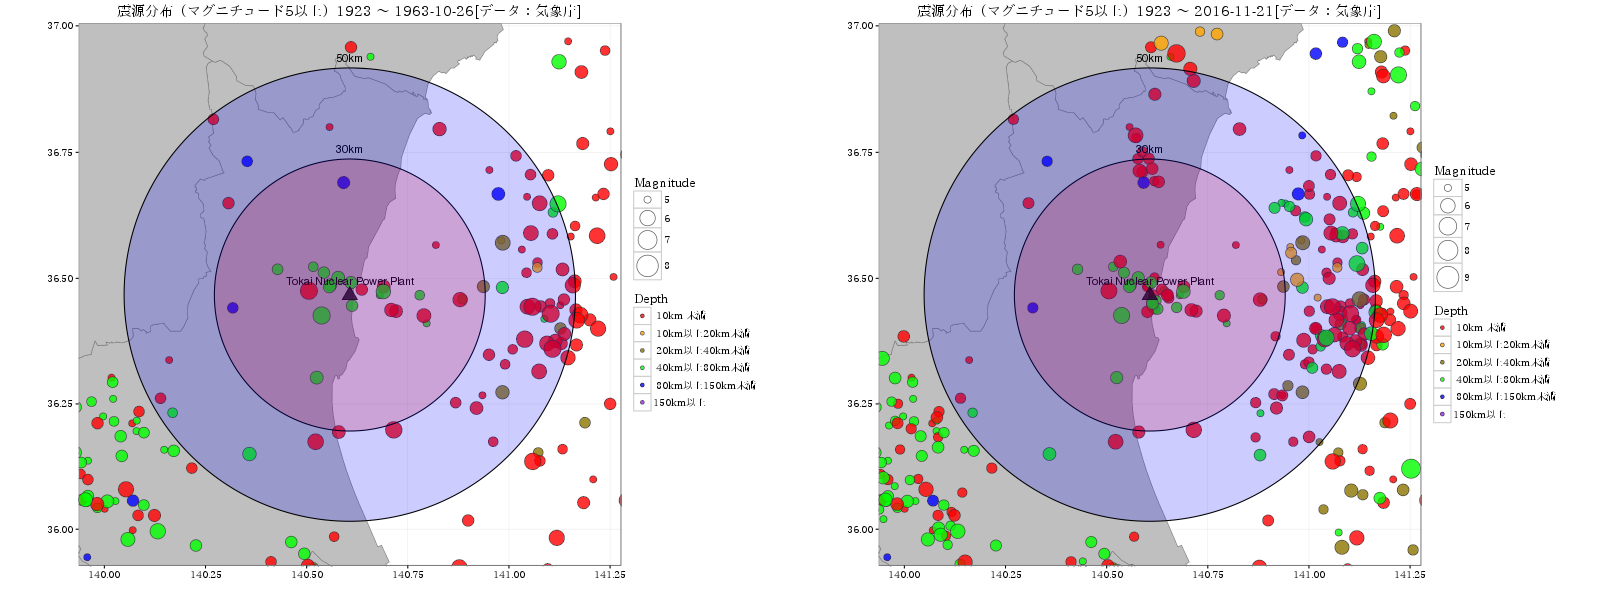 震源分布（マグニチュード5以上）1923 ～ 1963-10-26[データ：気象庁]
37.00
36.75
36.50
36.25
36.00
140.00
140.25
140.50
140.75
141.00
141.25
50km
30km
Tokai Nuclear Power Plant
Magnitude
5
6
7
8
Depth
10km 未満
10km以上20km未満
20km以上40km未満
40km以上80km未満
80km以上150km未満
150km以上
震源分布（マグニチュード5以上）1923 ～ 2016-11-21[データ：気象庁]
37.00
36.75
36.50
36.25
36.00
140.00
140.25
140.50
140.75
141.00
141.25
50km
30km
Tokai Nuclear Power Plant
Magnitude
5
6
7
8
9
Depth
10km 未満
10km以上20km未満
20km以上40km未満
40km以上80km未満
80km以上150km未満
150km以上